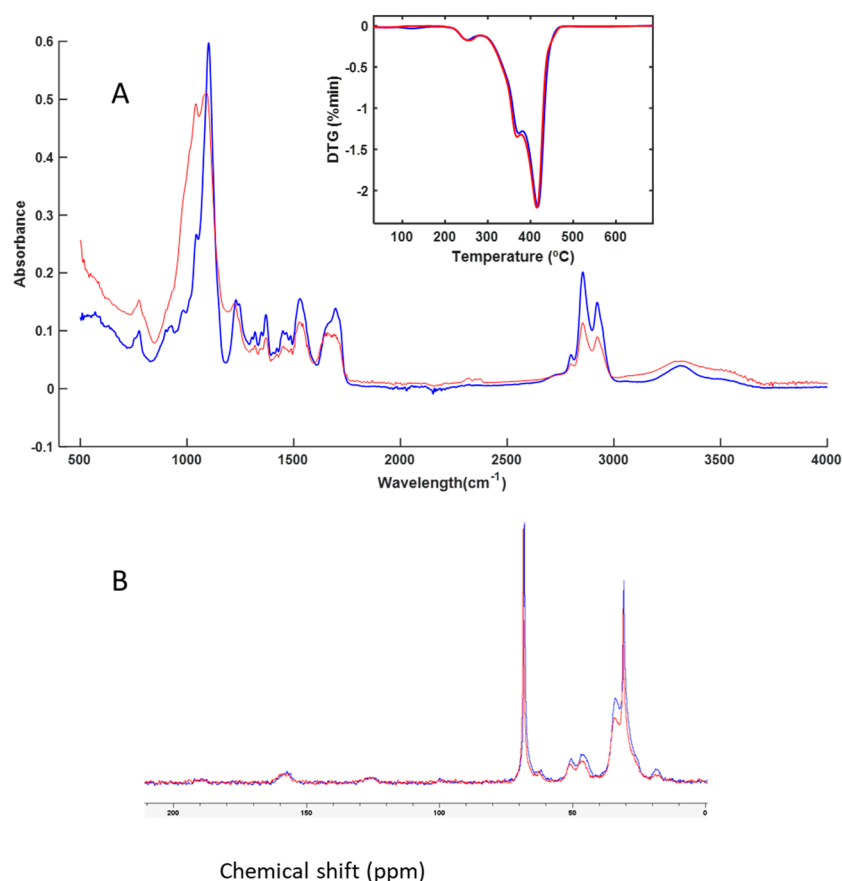 A
0.6
0.5
0.4
0.3
0.2
0.1
0
-0.1
Absorbance
500 1000 1500 2000 2500 3000 3500 4000
Wavelength(cm-1)
0
-0.5
-1
-1.5
-2
DTG (%min)
100 200 300 400 500 600
Temperature (ºC)
B
200 150 100 50 0
Chemical shift (ppm)